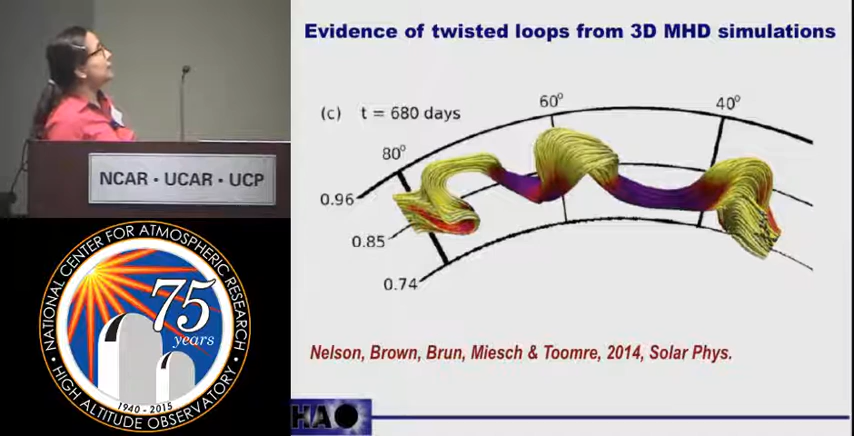 Evidence of twisted loops from 3D MHD simulations
(c) t = 680 days
80°
60°
40°
0.96
0.85
0.74
Nelson, Brown, Brun, Miesch & Toomre, 2014, Solar Phys.
HAO
NCAR • UCAR • UCP
NATIONAL CENTER FOR ATMOSPHERIC RESEARCH
75
years
1940 - 2015
HIGH ALTITUDE OBSERVATORY